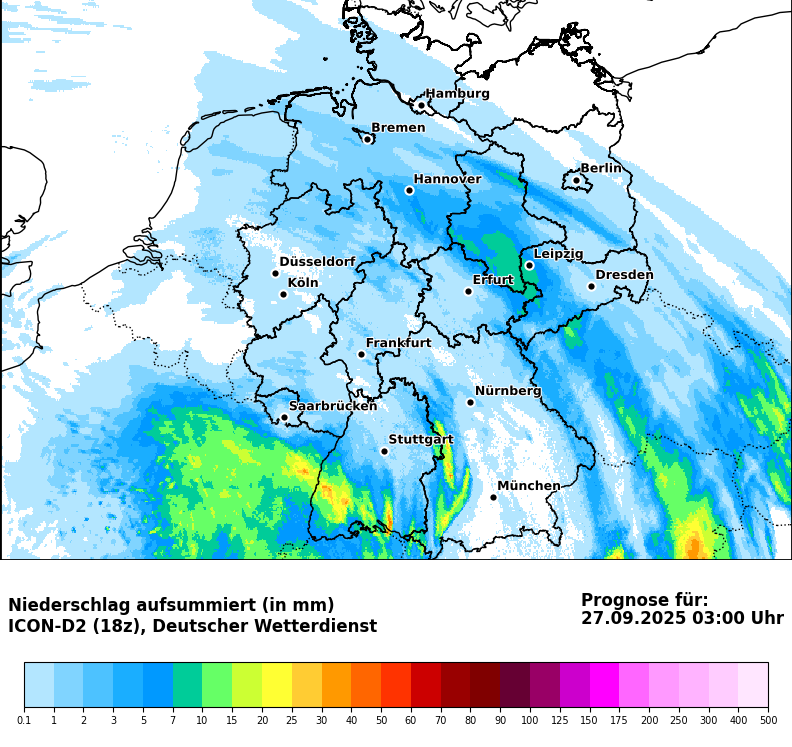 Hamburg
Bremen
Berlin
Hannover
Leipzig
Düsseldorf
Dresden
Köln
Erfurt
Frankfurt
Nürnberg
Saarbrücken
Stuttgart
München
Niederschlag aufsummiert (in mm)
ICON-D2 (18z), Deutscher Wetterdienst
Prognose für:
27.09.2025 03:00 Uhr
0.1 1 2 3 5 7 10 15 20 25 30 40 50 60 70 80 90 100 125 150 175 200 250 300 400 500